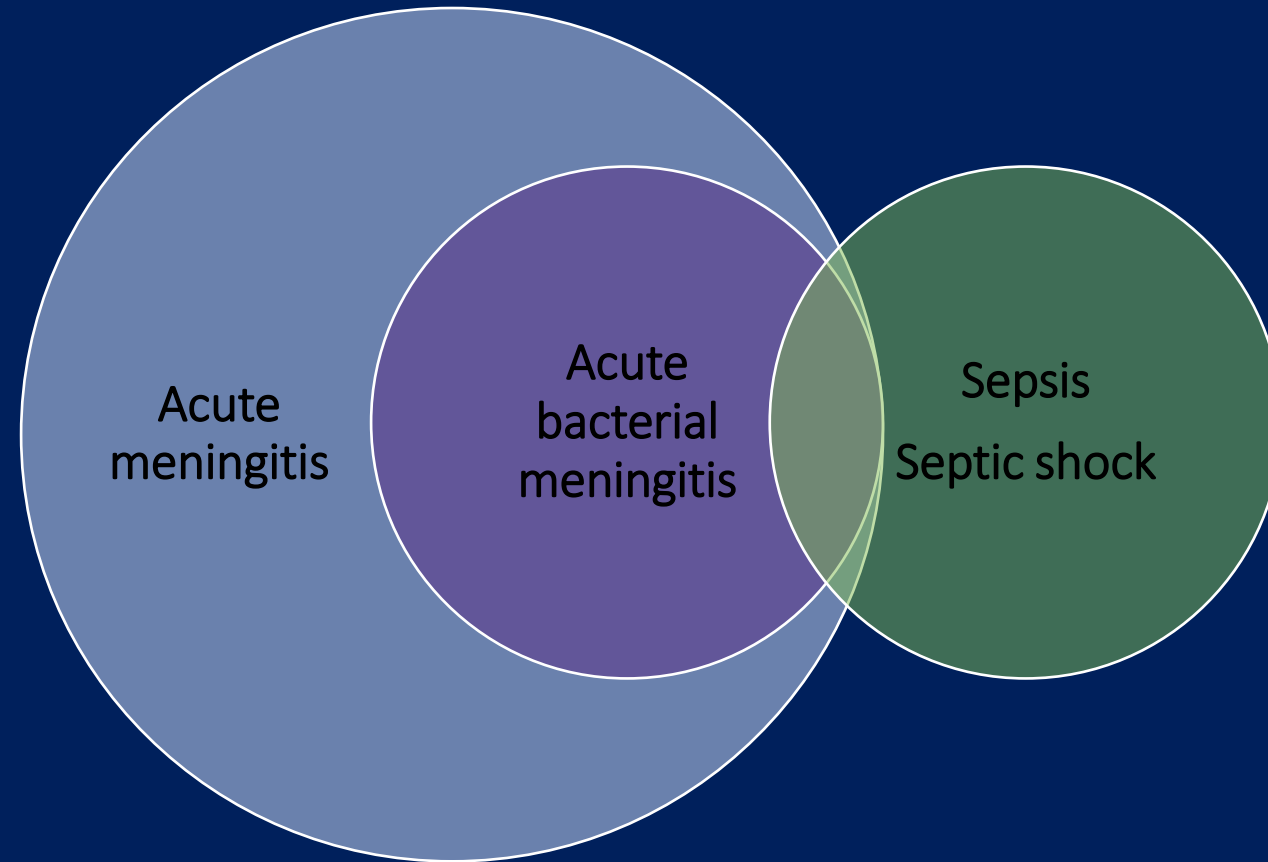 Acute
meningitis
Acute
bacterial
meningitis
Sepsis
Septic shock